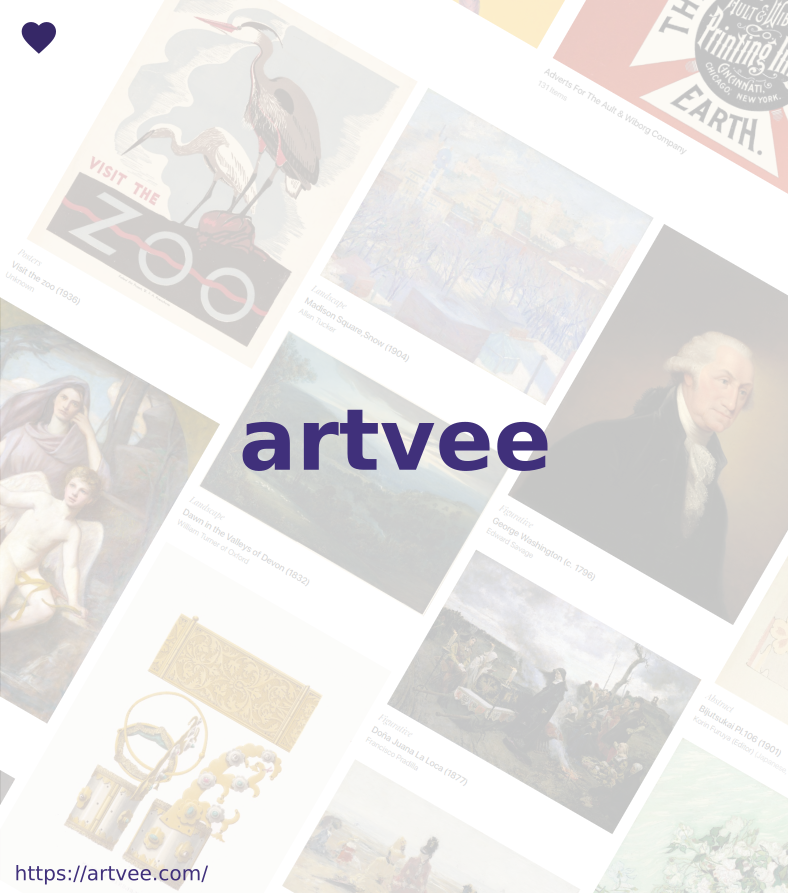 TH
AULT & WIBORG
Printing In
CINCINNATI.
CHICAGO, NEW YORK,
EARTH.
Adverts For The Ault & Wiborg Company
131 Items
VISIT THE
ZOO
Posters
Visit the zoo (1936)
Unknown
Landscape
Madison Square, Snow (1904)
Allen Tucker
artvee
Landscape
Dawn in the Valleys of Devon (1832)
William Turner of Oxford
Figurative
George Washington (c. 1796)
Edward Savage
Figurative
Doña Juana La Loca (1877)
Francisco Pradilla
Abstract
Bijutsukai Pl.106 (1901)
Korin Furuya (Editor)
https://artvee.com/